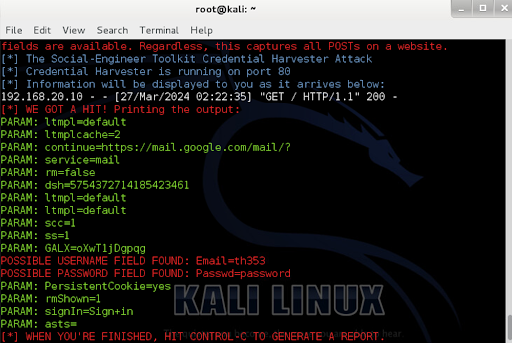 root@kali: ~
File Edit View Search Terminal Help
fields are available. Regardless, this captures all POSTs on a website.
[*] The Social-Engineer Toolkit Credential Harvester Attack
[*] Credential Harvester is running on port 80
[*] Information will be displayed to you as it arrives below:
192.168.20.10 - - [27/Mar/2024 02:22:35] "GET / HTTP/1.1" 200 -
[*] WE GOT A HIT! Printing the output:
PARAM: ltmpl=default
PARAM: ltmplcache=2
PARAM: continue=https://mail.google.com/mail/?
PARAM: service=mail
PARAM: rm=false
PARAM: dsh=5754372714185423461
PARAM: ltmpl=default
PARAM: ltmpl=default
PARAM: scc=1
PARAM: ss=1
PARAM: GALX=oXwT1jDgpqg
POSSIBLE USERNAME FIELD FOUND: Email=th353
POSSIBLE PASSWORD FIELD FOUND: Passwd=password
PARAM: PersistentCookie=yes
PARAM: rmShown=1
PARAM: signIn=Sign+in
PARAM: asts=
[*] WHEN YOU'RE FINISHED, HIT CONTROL-C TO GENERATE A REPORT.
KALI LINUX
hear